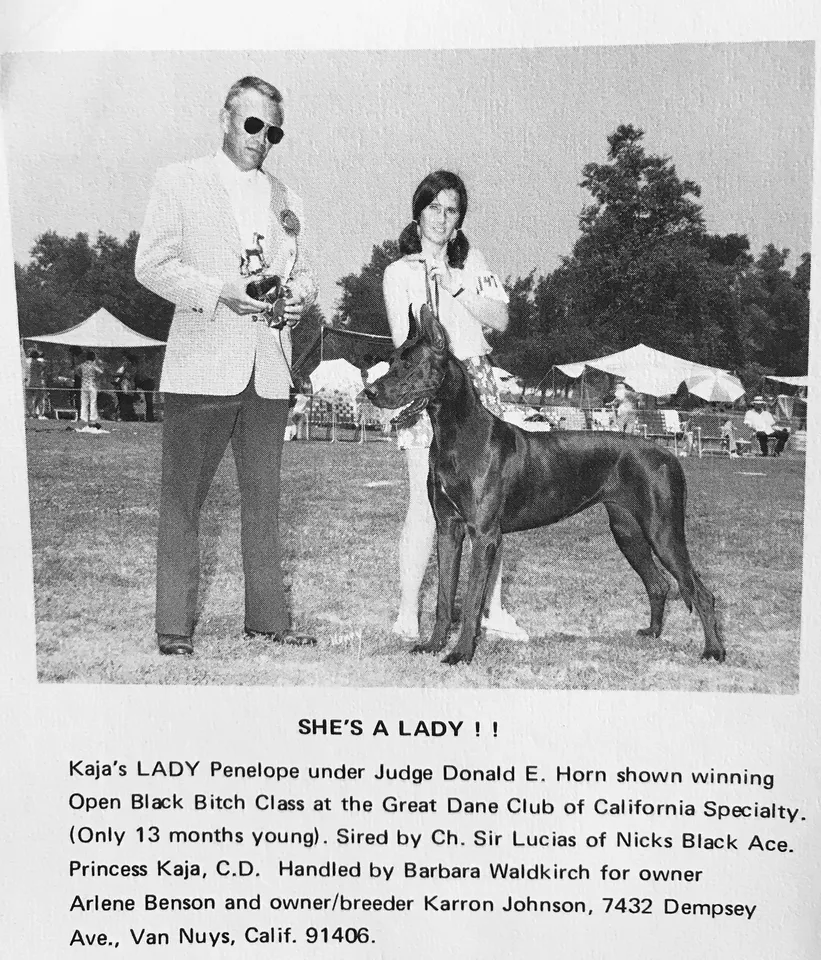 147
SHE'S A LADY ! !
Kaja's LADY Penelope under Judge Donald E. Horn shown winning
Open Black Bitch Class at the Great Dane Club of California Specialty.
(Only 13 months young). Sired by Ch. Sir Lucias of Nicks Black Ace.
Princess Kaja, C.D. Handled by Barbara Waldkirch for owner
Arlene Benson and owner/breeder Karron Johnson, 7432 Dempsey
Ave., Van Nuys, Calif. 91406.